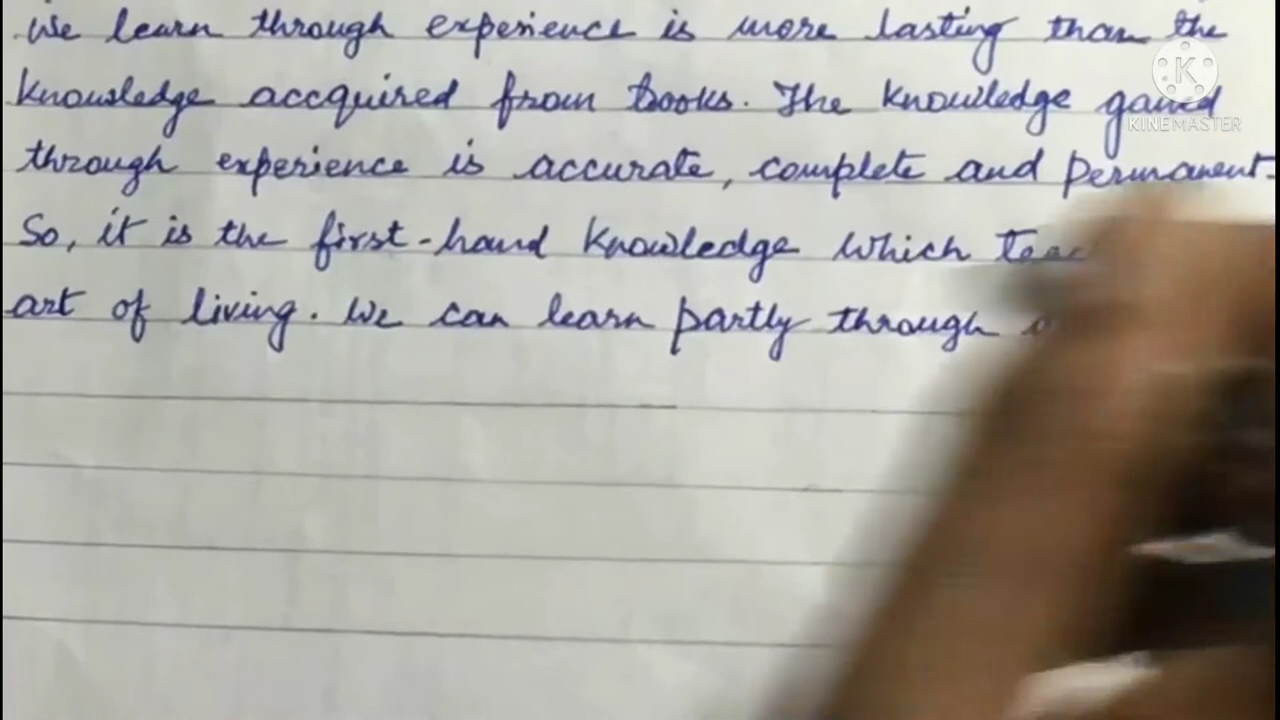 We learn through experience is more lasting than the
knowledge accquired from books. The knowledge gained
through experience is accurate, complete and permanent.
So, it is the first-hand knowledge which
art of living. We can learn partly through
KINEMASTER